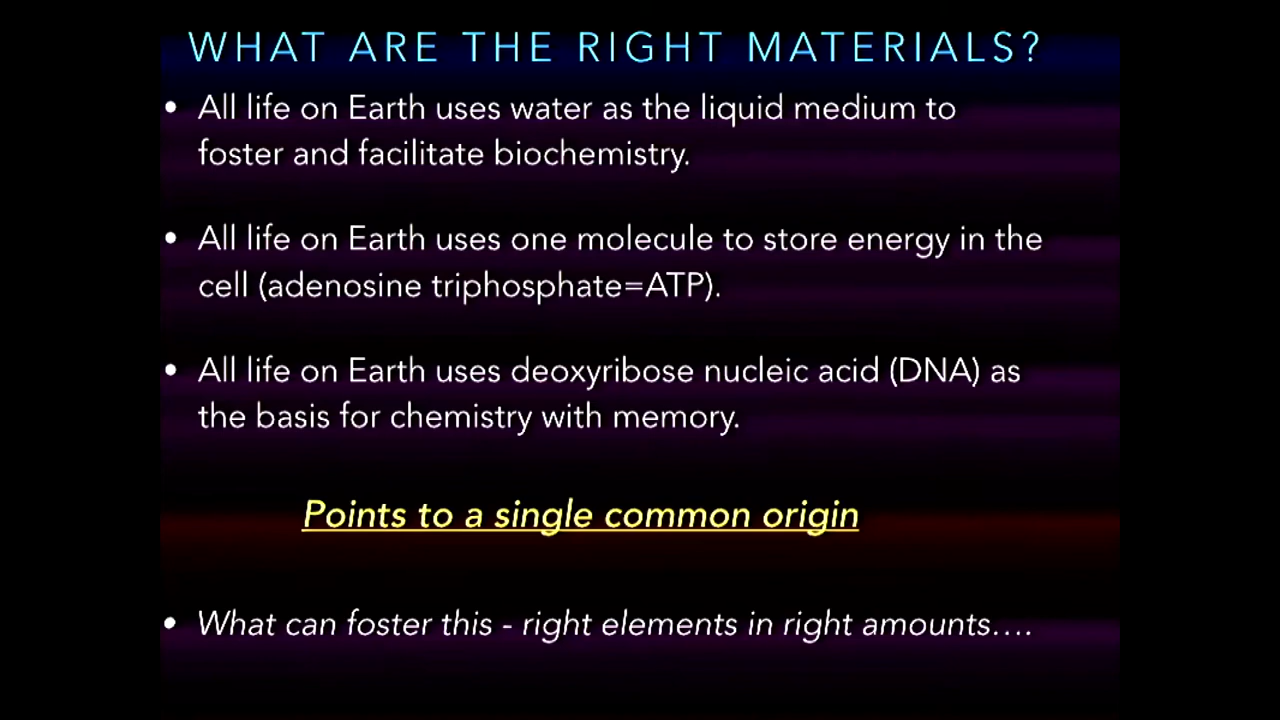 WHAT ARE THE RIGHT MATERIALS?
• All life on Earth uses water as the liquid medium to
foster and facilitate biochemistry.
• All life on Earth uses one molecule to store energy in the
cell (adenosine triphosphate=ATP).
• All life on Earth uses deoxyribose nucleic acid (DNA) as
the basis for chemistry with memory.
Points to a single common origin
• What can foster this - right elements in right amounts....